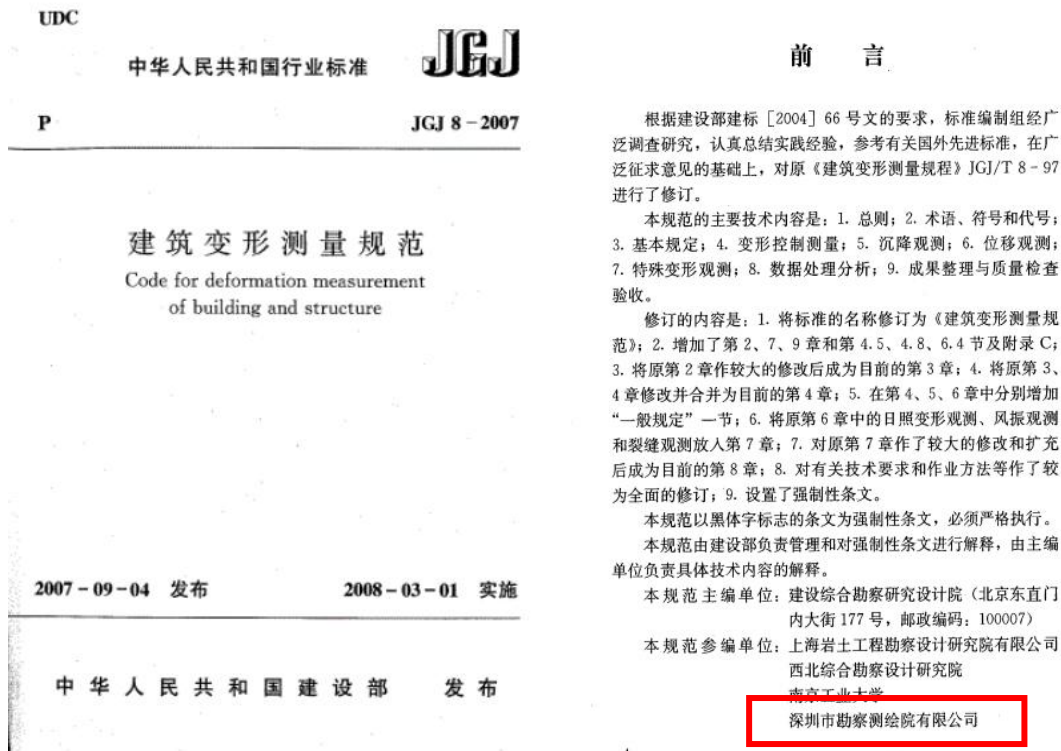 UDC
中华人民共和国行业标准
JGJ
P
JGJ 8－2007
建筑变形测量规范
Code for deformation measurement
of building and structure
2007－09－04 发布
2008－03－01 实施
中华人民共和国建设部 发布
前言
根据建设部建标［2004］66 号文的要求，标准编制组经广
泛调查研究，认真总结实践经验，参考有关国外先进标准，在广
泛征求意见的基础上，对原《建筑变形测量规程》JGJ/T 8－97
进行了修订。
本规范的主要技术内容是：1. 总则；2. 术语、符号和代号；
3. 基本规定；4. 变形控制测量；5. 沉降观测；6. 位移观测；
7. 特殊变形观测；8. 数据处理分析；9. 成果整理与质量检查
验收。
修订的内容是：1. 将标准的名称修订为《建筑变形测量规
范》；2. 增加了第 2、7、9 章和第 4.5、4.8、6.4 节及附录 C；
3. 将原第 2 章作较大的修改后成为目前的第 3 章；4. 将原第 3、
4 章修改并合并为目前的第 4 章；5. 在第 4、5、6 章中分别增加
“一般规定”一节；6. 将原第 6 章中的日照变形观测、风振观测
和裂缝观测放入第 7 章；7. 对原第 7 章作了较大的修改和扩充
后成为目前的第 8 章；8. 对有关技术要求和作业方法等作了较
为全面的修订；9. 设置了强制性条文。
本规范以黑体字标志的条文为强制性条文，必须严格执行。
本规范由建设部负责管理和对强制性条文进行解释，由主编
单位负责具体技术内容的解释。
本规范主编单位：建设综合勘察研究设计院（北京东直门
内大街 177 号，邮政编码：100007）
本规范参编单位：上海岩土工程勘察设计研究院有限公司
西北综合勘察设计研究院
南京工业大学
深圳市勘察测绘院有限公司